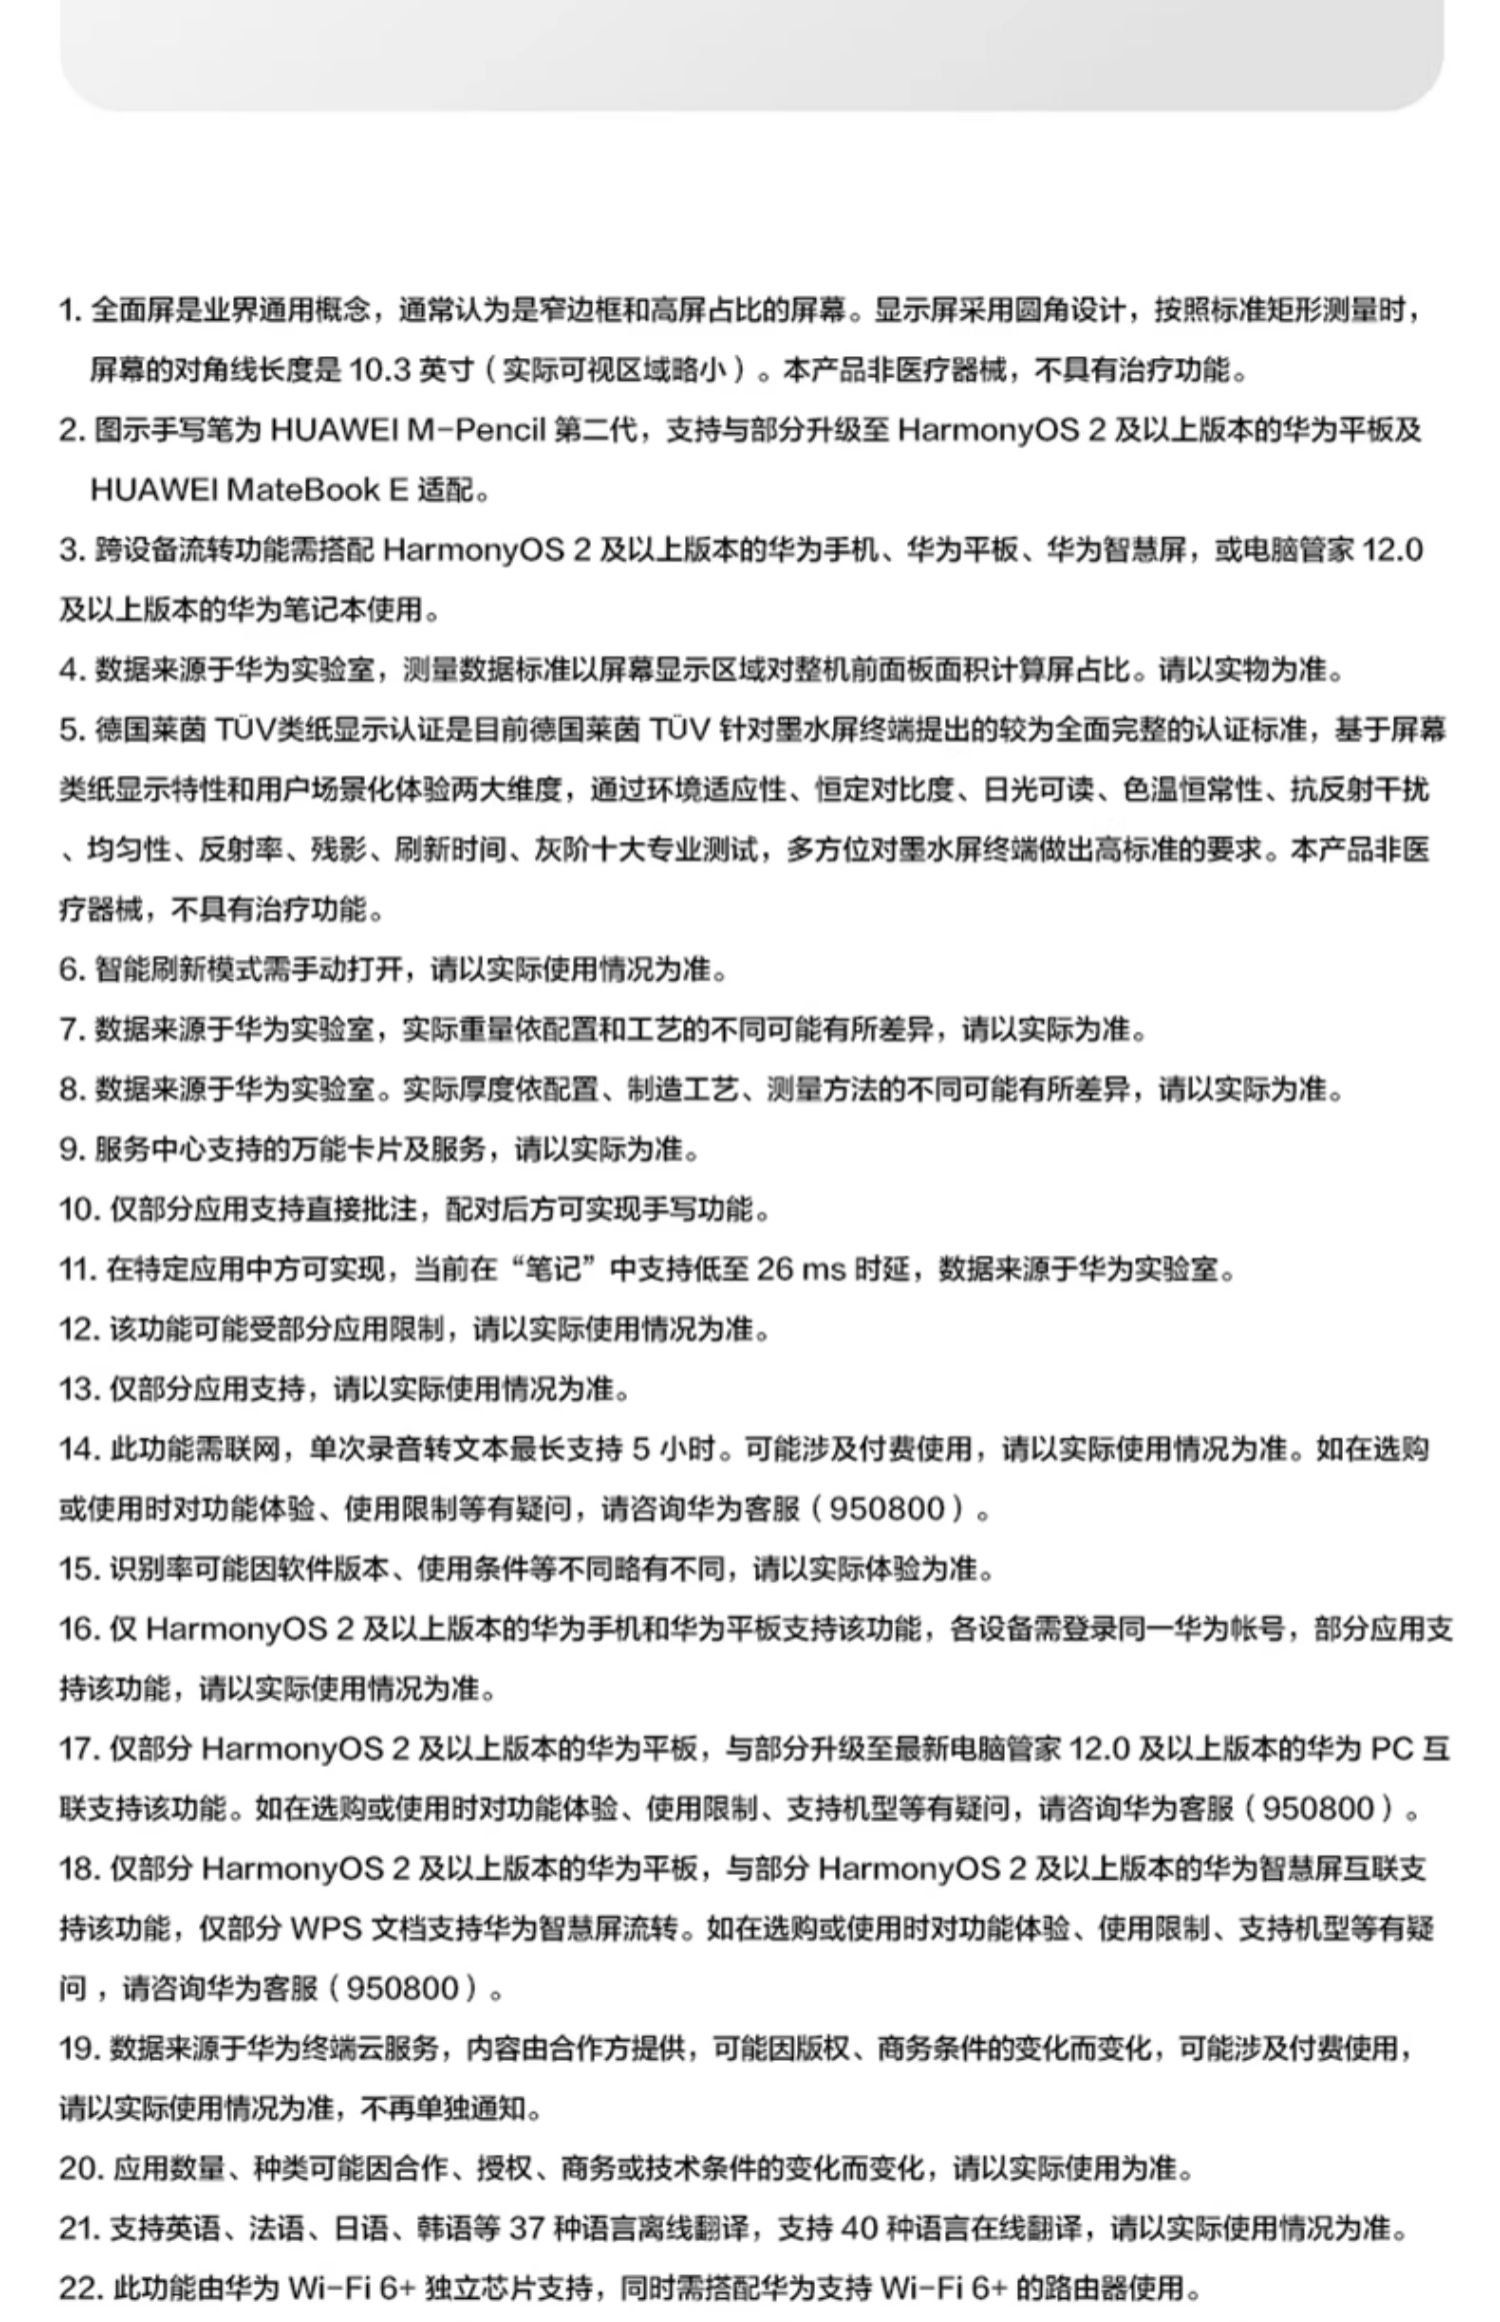 1. 全面屏是业界通用概念，通常认为是窄边框和高屏占比的屏幕。显示屏采用圆角设计，按照标准矩形测量时，
屏幕的对角线长度是 10.3 英寸（实际可视区域略小）。本产品非医疗器械，不具有治疗功能。
2. 图示手写笔为 HUAWEI M-Pencil 第二代，支持与部分升级至 HarmonyOS 2 及以上版本的华为平板及
HUAWEI MateBook E 适配。
3. 跨设备流转功能需搭配 HarmonyOS 2 及以上版本的华为手机、华为平板、华为智慧屏，或电脑管家 12.0
及以上版本的华为笔记本使用。
4. 数据来源于华为实验室，测量数据标准以屏幕显示区域对整机前面板面积计算屏占比。请以实物为准。
5. 德国莱茵 TÜV类纸显示认证是目前德国莱茵 TÜV 针对墨水屏终端提出的较为全面完整的认证标准，基于屏幕
类纸显示特性和用户场景化体验两大维度，通过环境适应性、恒定对比度、日光可读、色温恒常性、抗反射干扰
、均匀性、反射率、残影、刷新时间、灰阶十大专业测试，多方位对墨水屏终端做出高标准的要求。本产品非医
疗器械，不具有治疗功能。
6. 智能刷新模式需手动打开，请以实际使用情况为准。
7. 数据来源于华为实验室，实际重量依配置和工艺的不同可能有所差异，请以实际为准。
8. 数据来源于华为实验室。实际厚度依配置、制造工艺、测量方法的不同可能有所差异，请以实际为准。
9. 服务中心支持的万能卡片及服务，请以实际为准。
10. 仅部分应用支持直接批注，配对后方可实现手写功能。
11. 在特定应用中方可实现，当前在“笔记”中支持低至 26 ms 时延，数据来源于华为实验室。
12. 该功能可能受部分应用限制，请以实际使用情况为准。
13. 仅部分应用支持，请以实际使用情况为准。
14. 此功能需联网，单次录音转文本最长支持 5 小时。可能涉及付费使用，请以实际使用情况为准。如在选购
或使用时对功能体验、使用限制等有疑问，请咨询华为客服（950800）。
15. 识别率可能因软件版本、使用条件等不同略有不同，请以实际体验为准。
16. 仅 HarmonyOS 2 及以上版本的华为手机和华为平板支持该功能，各设备需登录同一华为帐号，部分应用支
持该功能，请以实际使用情况为准。
17. 仅部分 HarmonyOS 2 及以上版本的华为平板，与部分升级至最新电脑管家 12.0 及以上版本的华为 PC 互
联支持该功能。如在选购或使用时对功能体验、使用限制、支持机型等有疑问，请咨询华为客服（950800）。
18. 仅部分 HarmonyOS 2 及以上版本的华为平板，与部分 HarmonyOS 2 及以上版本的华为智慧屏互联支
持该功能，仅部分 WPS 文档支持华为智慧屏流转。如在选购或使用时对功能体验、使用限制、支持机型等有疑
问，请咨询华为客服（950800）。
19. 数据来源于华为终端云服务，内容由合作方提供，可能因版权、商务条件的变化而变化，可能涉及付费使用，
请以实际使用情况为准，不再单独通知。
20. 应用数量、种类可能因合作、授权、商务或技术条件的变化而变化，请以实际使用为准。
21. 支持英语、法语、日语、韩语等 37 种语言离线翻译，支持 40 种语言在线翻译，请以实际使用情况为准。
22. 此功能由华为 Wi-Fi 6+ 独立芯片支持，同时需搭配华为支持 Wi-Fi 6+ 的路由器使用。